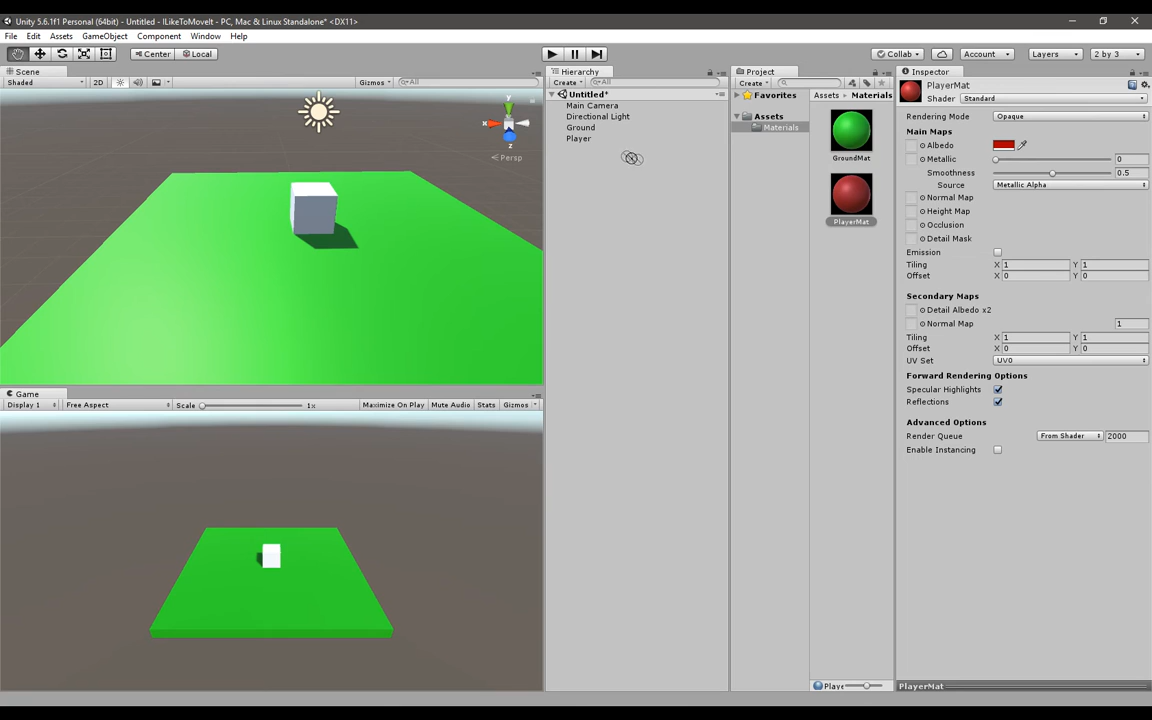 Unity 5.6.1f1 Personal (64bit) - Untitled - ILikeToMoveIt - PC, Mac & Linux Standalone* <DX11>
File Edit Assets GameObject Component Window Help
Center Local Collab Account Layers 2 by 3
Scene
Shaded 2D Gizmos All
y
x
z
Persp
Game
Display 1 Free Aspect Scale 1x Maximize On Play Mute Audio Stats Gizmos
Hierarchy
Create All
Untitled*
Main Camera
Directional Light
Ground
Player
Project
Create
Favorites
Assets
Materials
Assets Materials
GroundMat
PlayerMat
Playe
Inspector
PlayerMat
Shader Standard
Rendering Mode Opaque
Main Maps
Albedo
Metallic 0
Smoothness 0.5
Source Metallic Alpha
Normal Map
Height Map
Occlusion
Detail Mask
Emission
Tiling X 1 Y 1
Offset X 0 Y 0
Secondary Maps
Detail Albedo x2
Normal Map 1
Tiling X 1 Y 1
Offset X 0 Y 0
UV Set UV0
Forward Rendering Options
Specular Highlights
Reflections
Advanced Options
Render Queue From Shader 2000
Enable Instancing
PlayerMat